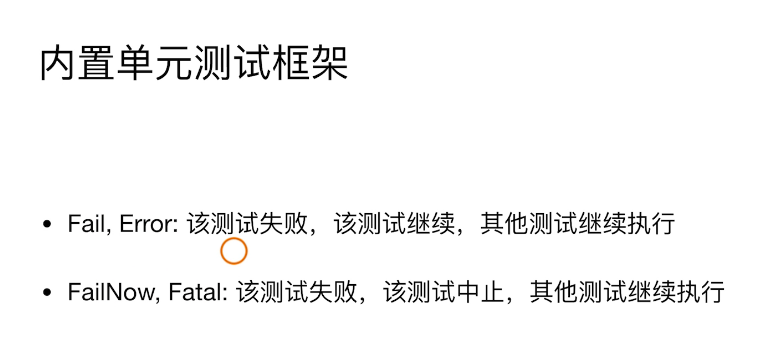 内置单元测试框架
• Fail, Error: 该测试失败，该测试继续，其他测试继续执行
• FailNow, Fatal: 该测试失败，该测试中止，其他测试继续执行